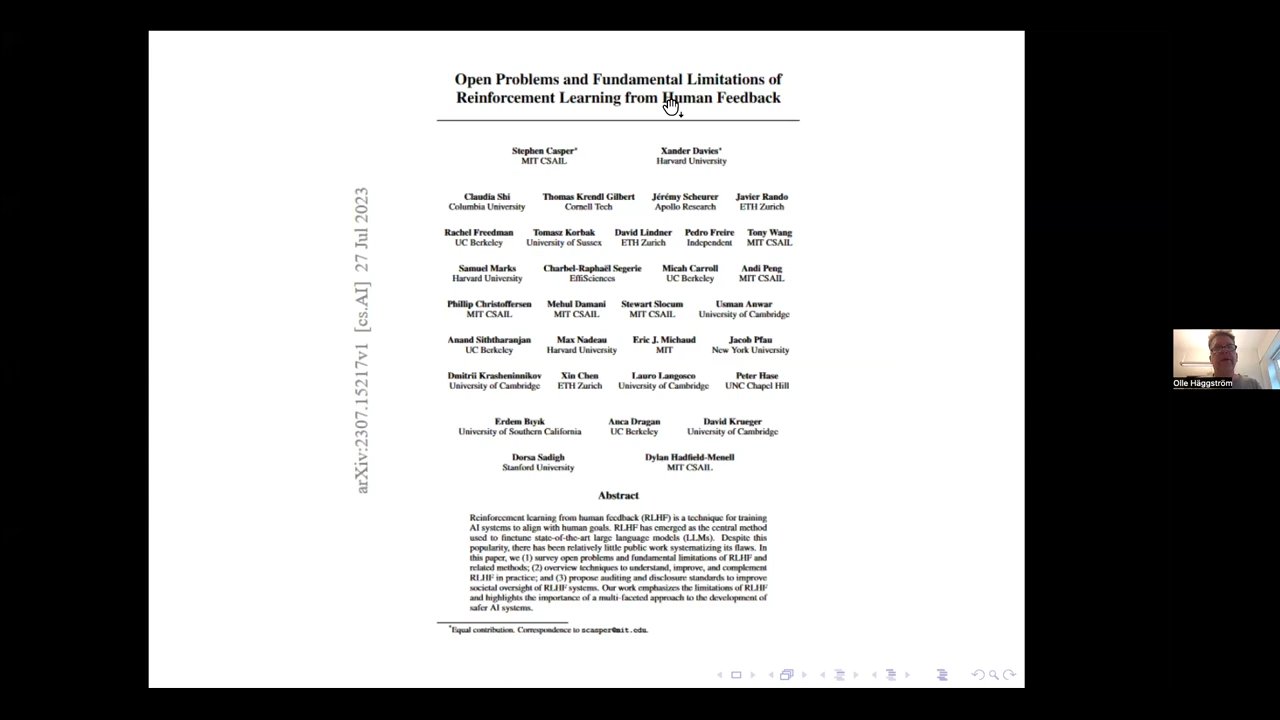 Open Problems and Fundamental Limitations of
Reinforcement Learning from Human Feedback
Stephen Casper* Xander Davies*
MIT CSAIL Harvard University
Claudia Shi Thomas Krendl Gilbert Jérémy Scheurer Javier Rando
Columbia University Cornell Tech Apollo Research ETH Zurich
Rachel Freedman Tomasz Korbak David Lindner Pedro Freire Tony Wang
UC Berkeley University of Sussex ETH Zurich Independent MIT CSAIL
Samuel Marks Charbel-Raphaël Segerie Micah Carroll Andi Peng
Harvard University EffiSciences UC Berkeley MIT CSAIL
Phillip Christoffersen Mehul Damani Stewart Slocum Usman Anwar
MIT CSAIL MIT CSAIL MIT CSAIL University of Cambridge
Anand Siththaranjan Max Nadeau Eric J. Michaud Jacob Pfau
UC Berkeley Harvard University MIT New York University
Dmitrii Krasheninnikov Xin Chen Lauro Langosco Peter Hase
University of Cambridge ETH Zurich University of Cambridge UNC Chapel Hill
Erdem Bıyık Anca Dragan David Krueger
University of Southern California UC Berkeley University of Cambridge
Dorsa Sadigh Dylan Hadfield-Menell
Stanford University MIT CSAIL
Abstract
Reinforcement learning from human feedback (RLHF) is a technique for training
AI systems to align with human goals. RLHF has emerged as the central method
used to finetune state-of-the-art large language models (LLMs). Despite this
popularity, there has been relatively little public work systematizing its flaws. In
this paper, we (1) survey open problems and fundamental limitations of RLHF and
related methods; (2) overview techniques to understand, improve, and complement
RLHF in practice; and (3) propose auditing and disclosure standards to improve
societal oversight of RLHF systems. Our work emphasizes the limitations of RLHF
and highlights the importance of a multi-faceted approach to the development of
safer AI systems.
*Equal contribution. Correspondence to scasper@mit.edu.
arXiv:2307.15217v1 [cs.AI] 27 Jul 2023
Olle Häggström